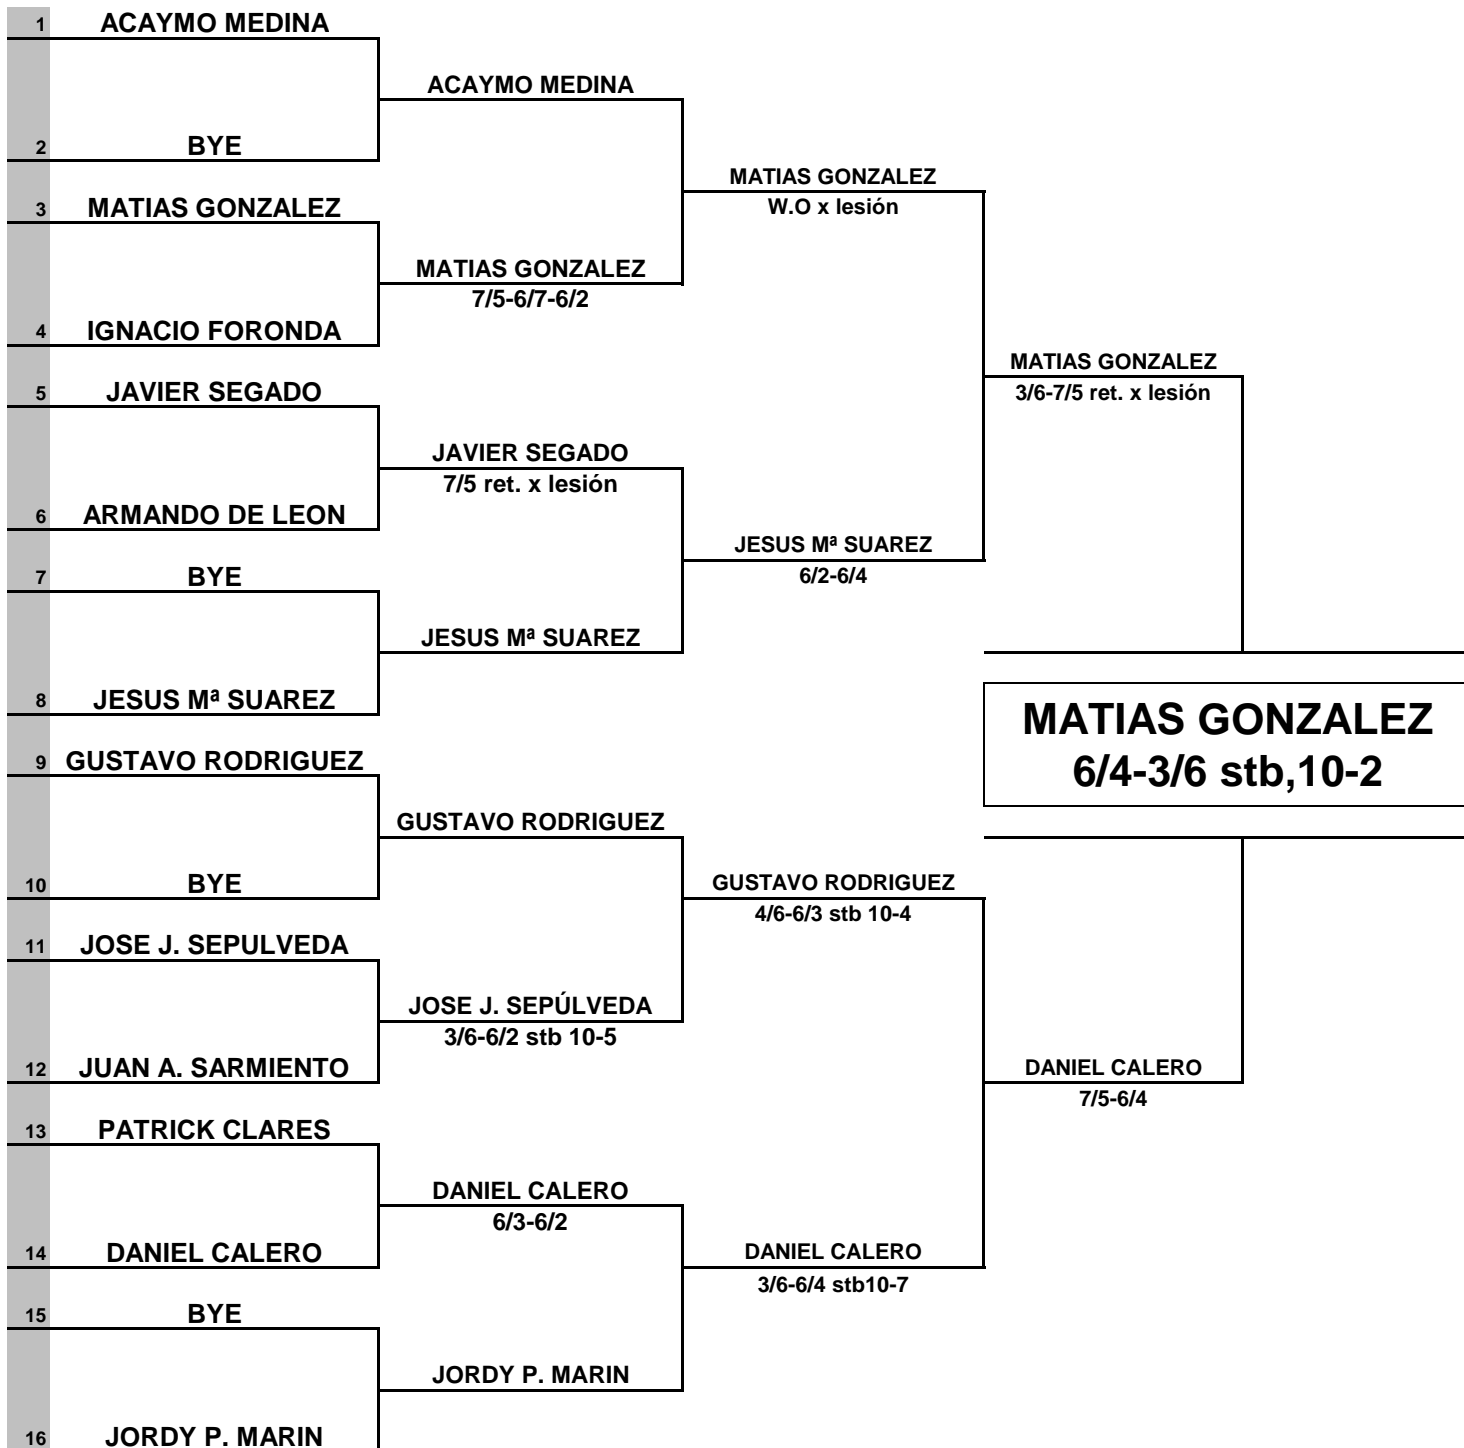 1 ACAYMO MEDINA
ACAYMO MEDINA
2 BYE
MATIAS GONZALEZ
W.O x lesión
3 MATIAS GONZALEZ
MATIAS GONZALEZ
7/5-6/7-6/2
4 IGNACIO FORONDA
MATIAS GONZALEZ
3/6-7/5 ret. x lesión
5 JAVIER SEGADO
JAVIER SEGADO
7/5 ret. x lesión
6 ARMANDO DE LEON
JESUS Mª SUAREZ
6/2-6/4
7 BYE
JESUS Mª SUAREZ
8 JESUS Mª SUAREZ
MATIAS GONZALEZ
6/4-3/6 stb,10-2
9 GUSTAVO RODRIGUEZ
GUSTAVO RODRIGUEZ
10 BYE
GUSTAVO RODRIGUEZ
4/6-6/3 stb 10-4
11 JOSE J. SEPULVEDA
JOSE J. SEPÚLVEDA
3/6-6/2 stb 10-5
12 JUAN A. SARMIENTO
DANIEL CALERO
7/5-6/4
13 PATRICK CLARES
DANIEL CALERO
6/3-6/2
14 DANIEL CALERO
DANIEL CALERO
3/6-6/4 stb10-7
15 BYE
JORDY P. MARIN
16 JORDY P. MARIN